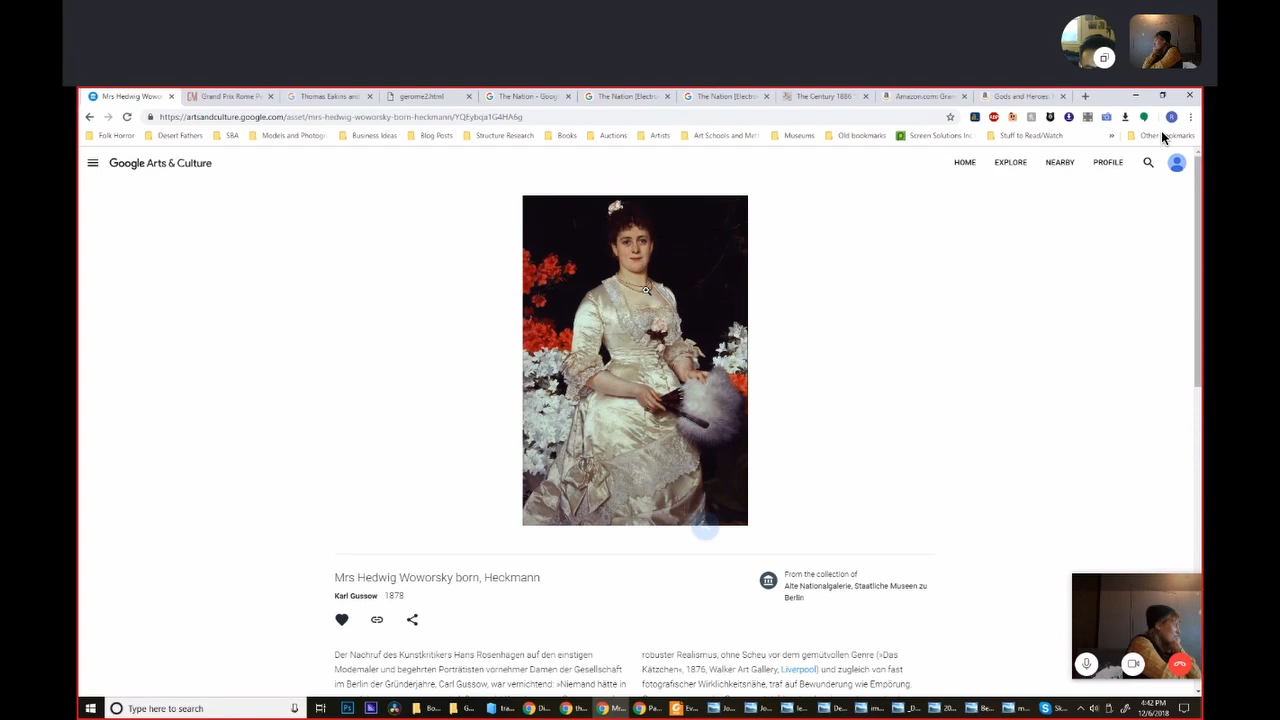 Mrs Hedwig Wowo
Grand Prix Rome P
Thomas Eakins and
gerome2.html
The Nation - Goog
The Nation [Electro
The Nation [Electro
The Century 1886
Amazon.com: Gran
Gods and Heroes:
https://artsandculture.google.com/asset/mrs-hedwig-woworsky-born-heckmann/YQEybqa1G4HA6g
Folk Horror
Desert Fathers
SBA
Models and Photog
Business Ideas
Blog Posts
Structure Research
Books
Auctions
Artists
Art Schools and Met
Museums
Old bookmarks
Screen Solutions Inc
Stuff to Read/Watch
»
Other bookmarks
Google Arts & Culture
HOME
EXPLORE
NEARBY
PROFILE
Mrs Hedwig Woworsky born, Heckmann
Karl Gussow 1878
From the collection of
Alte Nationalgalerie, Staatliche Museen zu
Berlin
Der Nachruf des Kunstkritikers Hans Rosenhagen auf den einstigen
Modemaler und begehrten Porträtisten vornehmer Damen der Gesellschaft
im Berlin der Gründerjahre, Carl Gussow, war vernichtend: »Niemand hätte in
robuster Realismus, ohne Scheu vor dem gemütvollen Genre (»Das
Kätzchen«, 1876, Walker Art Gallery, Liverpool) und zugleich von fast
fotografischer Wirklichkeitsnähe, traf auf Bewunderung wie Empörung.
Type here to search
4:42 PM
12/6/2018